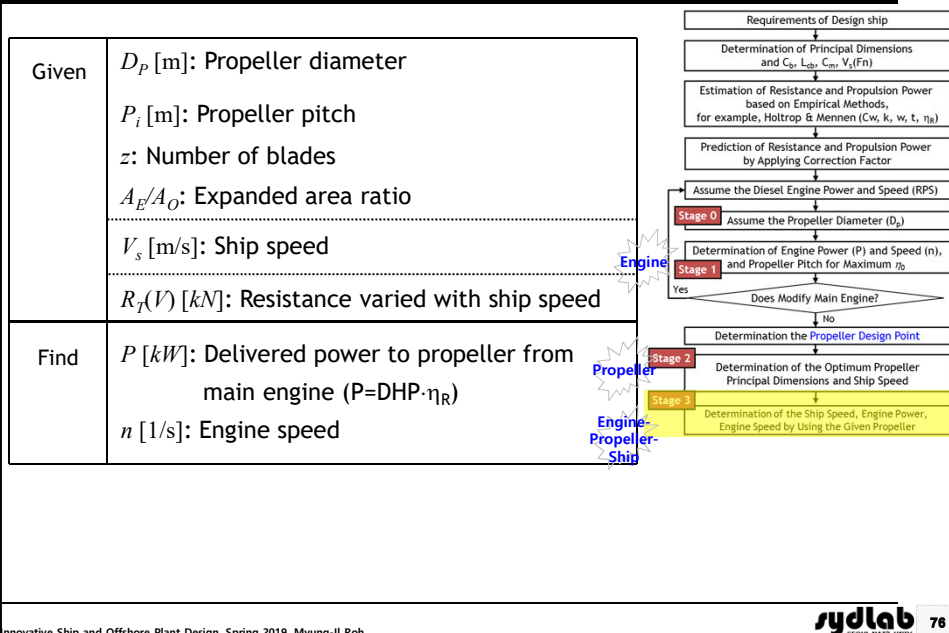 Given
D_P [m]: Propeller diameter
P_i [m]: Propeller pitch
z: Number of blades
A_E/A_O: Expanded area ratio
V_s [m/s]: Ship speed
R_T(V) [kN]: Resistance varied with ship speed
Find
P [kW]: Delivered power to propeller from
main engine (P=DHP·η_R)
n [1/s]: Engine speed
Requirements of Design ship
Determination of Principal Dimensions
and C_b, L_cb, C_m, V_s(Fn)
Estimation of Resistance and Propulsion Power
based on Empirical Methods,
for example, Holtrop & Mennen (Cw, k, w, t, η_R)
Prediction of Resistance and Propulsion Power
by Applying Correction Factor
Assume the Diesel Engine Power and Speed (RPS)
Stage 0
Assume the Propeller Diameter (D_p)
Engine
Stage 1
Determination of Engine Power (P) and Speed (n),
and Propeller Pitch for Maximum η_0
Yes
Does Modify Main Engine?
No
Determination the Propeller Design Point
Propeller
Stage 2
Determination of the Optimum Propeller
Principal Dimensions and Ship Speed
Engine-
Propeller-
Ship
Stage 3
Determination of the Ship Speed, Engine Power,
Engine Speed by Using the Given Propeller
Innovative Ship and Offshore Plant Design, Spring 2019, Myung-Il Roh
sydlab
76